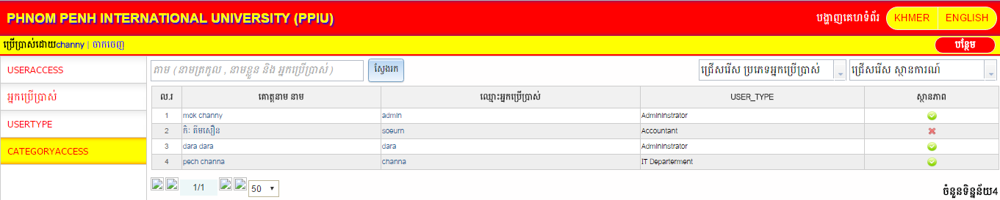 PHNOM PENH INTERNATIONAL UNIVERSITY (PPIU) បង្ហាញគេហទំព័រ KHMER ENGLISH
ប្រើប្រាស់ដោយchanny | ចាកចេញ បន្ថែម
USERACCESS
អ្នកប្រើប្រាស់
USERTYPE
CATEGORYACCESS
តាម (នាមត្រកូល , នាមខ្លួន និង អ្នកប្រើប្រាស់) ស្វែងរក ជ្រើសរើស ប្រភេទអ្នកប្រើប្រាស់ ជ្រើសរើស ស្ថានការណ៍
ល.រ គោត្តនាម នាម ឈ្មោះអ្នកប្រើប្រាស់ USER_TYPE ស្ថានភាព
1 mok channy admin Admininstrator
2 គិៈ គឹមសឿន soeurn Accountant
3 dara dara dara Admininstrator
4 pech channa channa IT Departerment
1/1 50 ចំនួនទិន្នន័យ4